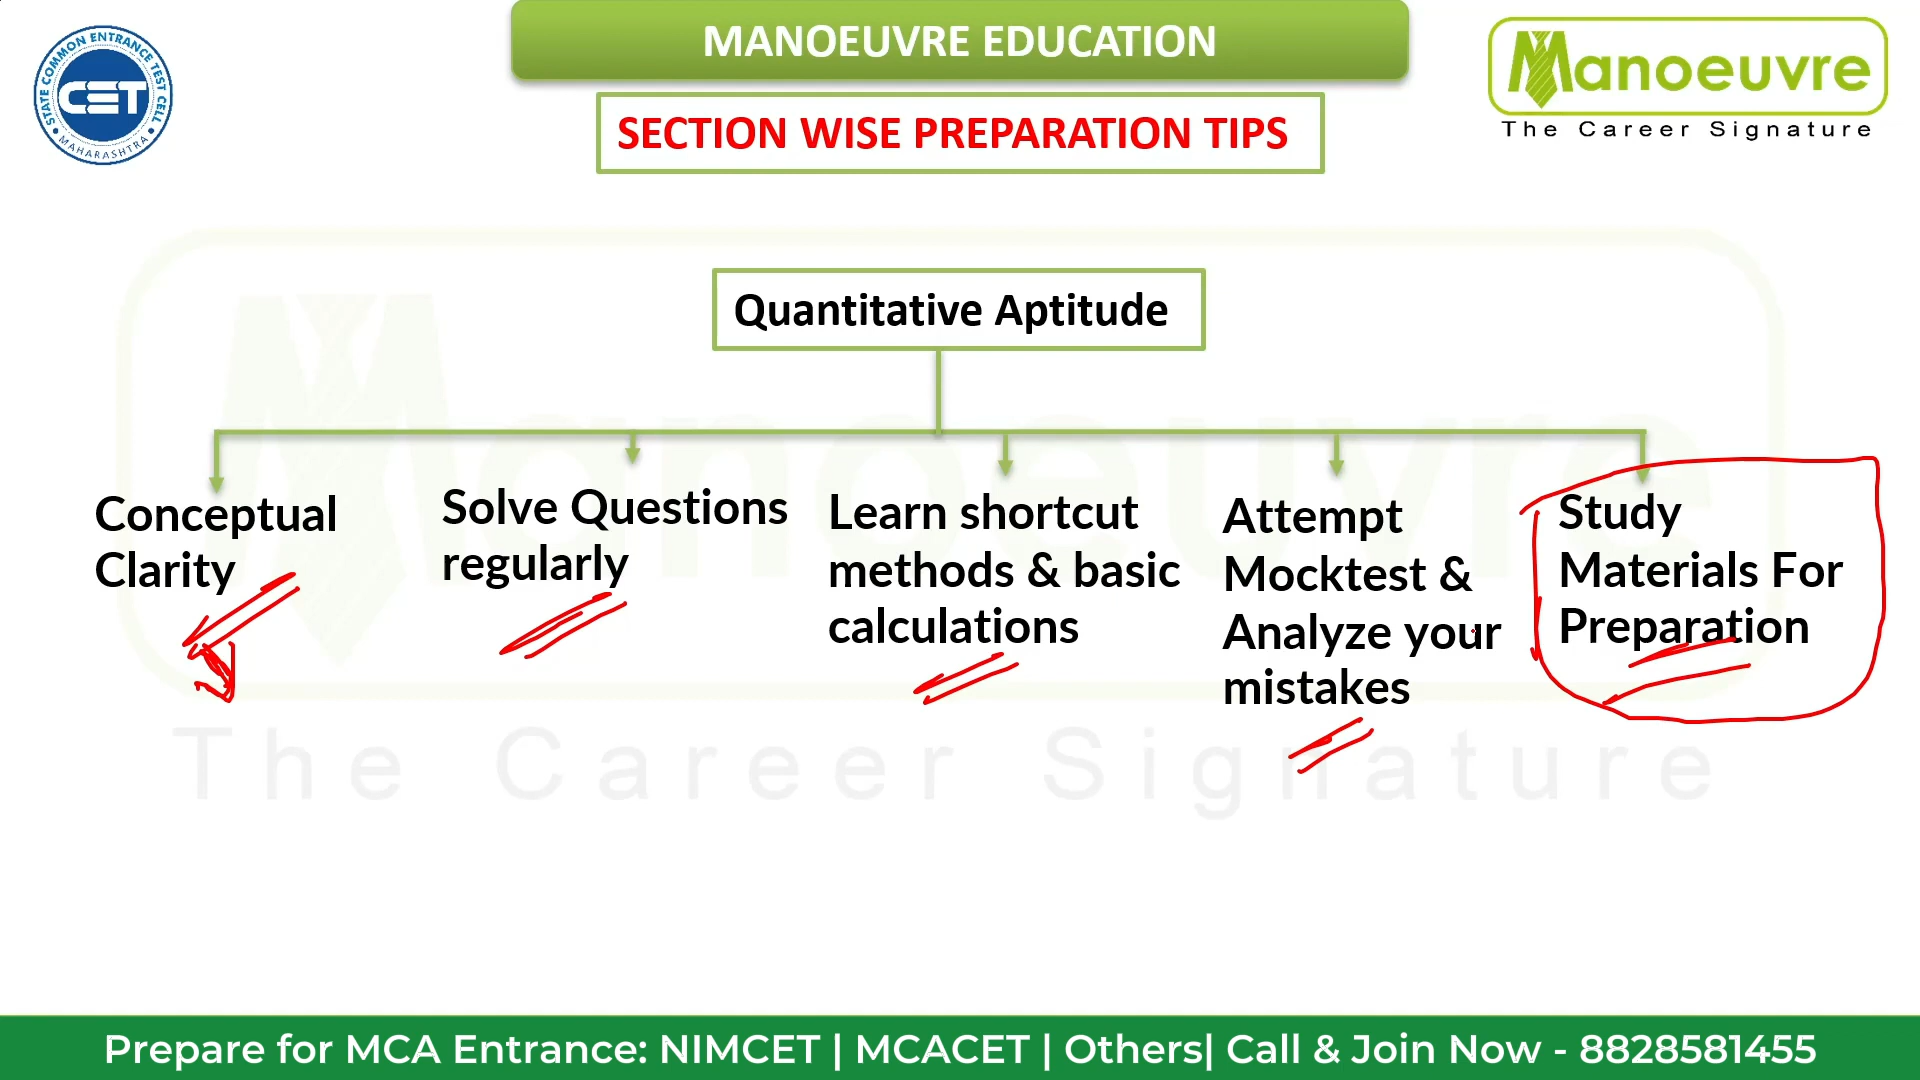 MANOEUVRE EDUCATION
STATE COMMON ENTRANCE TEST CELL
CET
• MAHARASHTRA •
Manoeuvre
The Career Signature
SECTION WISE PREPARATION TIPS
Quantitative Aptitude
Conceptual
Clarity
Solve Questions
regularly
Learn shortcut
methods & basic
calculations
Attempt
Mocktest &
Analyze your
mistakes
Study
Materials For
Preparation
Manoeuvre
The Career Signature
Prepare for MCA Entrance: NIMCET | MCACET | Others| Call & Join Now - 8828581455